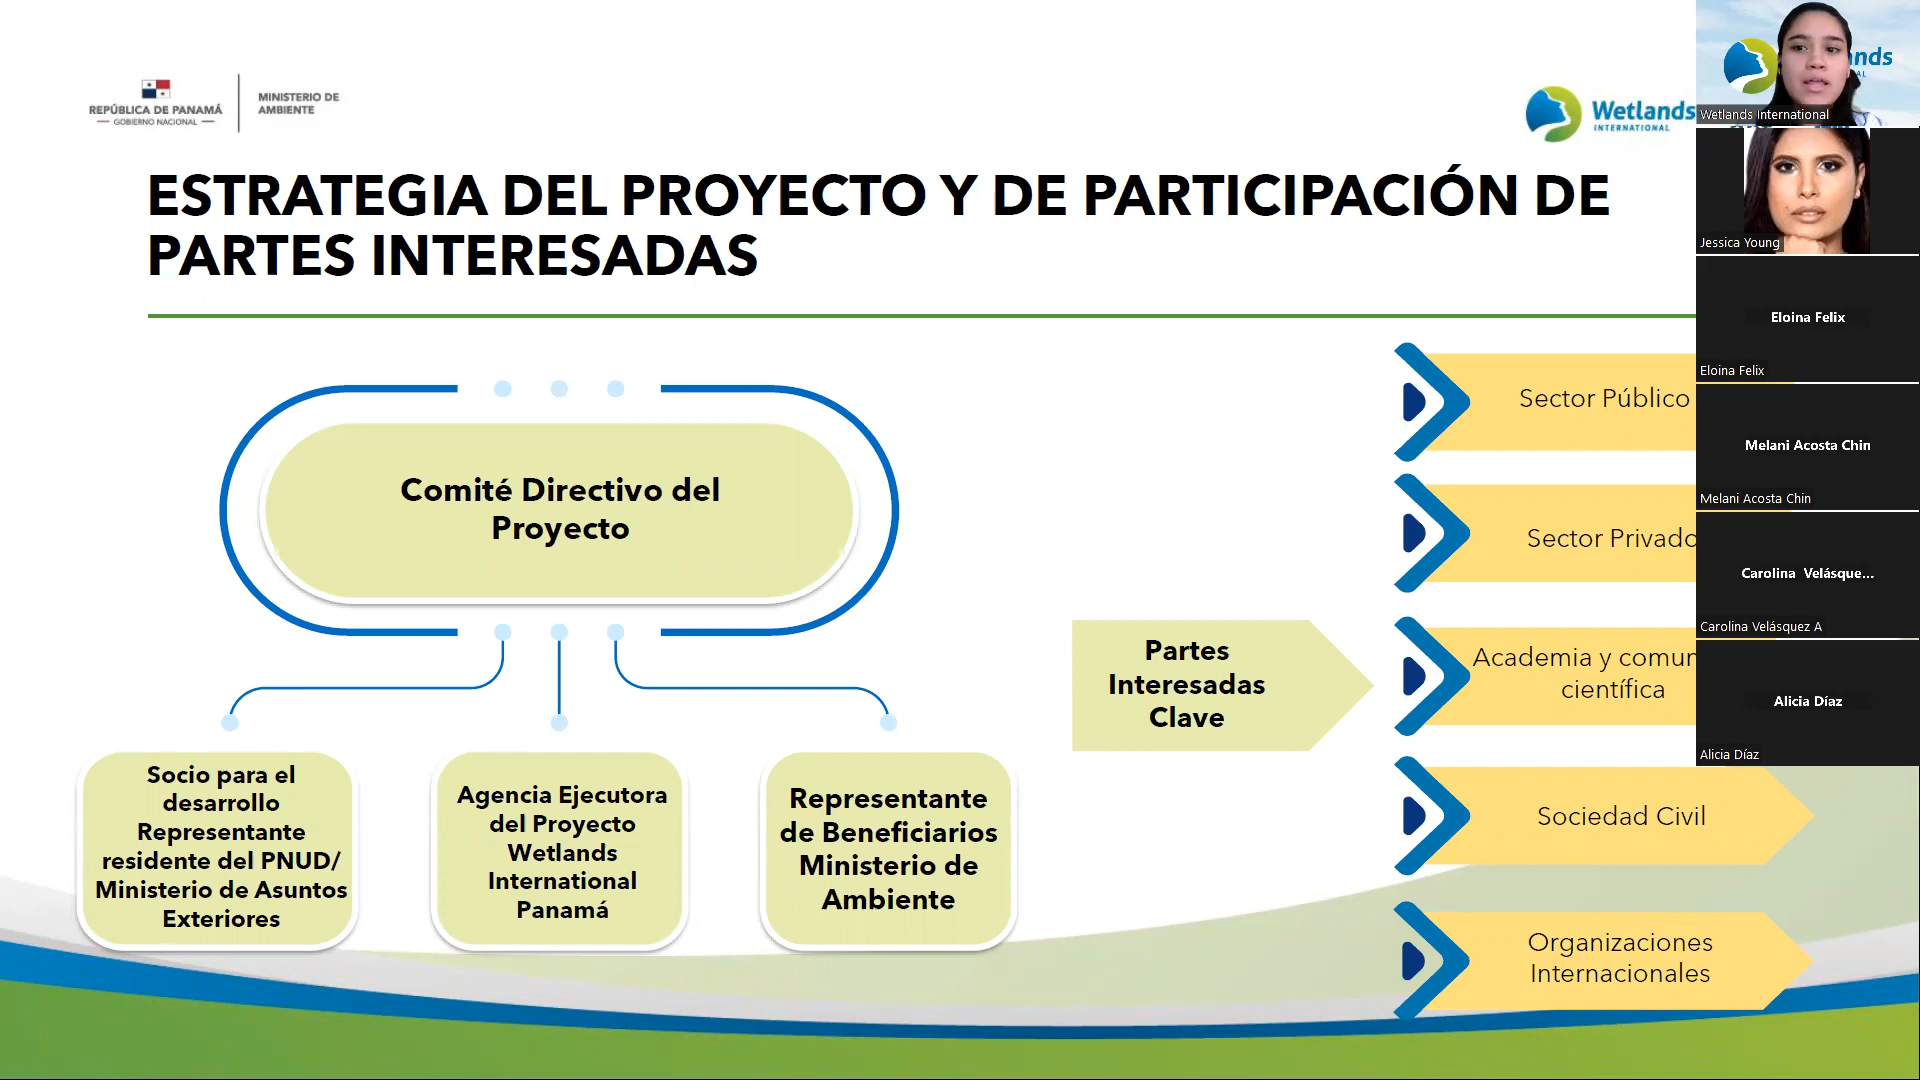 REPÚBLICA DE PANAMÁ
— GOBIERNO NACIONAL —
MINISTERIO DE
AMBIENTE
Wetlands
INTERNATIONAL
ESTRATEGIA DEL PROYECTO Y DE PARTICIPACIÓN DE
PARTES INTERESADAS
Comité Directivo del
Proyecto
Socio para el
desarrollo
Representante
residente del PNUD/
Ministerio de Asuntos
Exteriores
Agencia Ejecutora
del Proyecto
Wetlands
International
Panamá
Representante
de Beneficiarios
Ministerio de
Ambiente
Partes
Interesadas
Clave
Sector Público
Sector Privado
Academia y comun
científica
Sociedad Civil
Organizaciones
Internacionales
nds
AL
Wetlands International
Jessica Young
Eloina Felix
Eloina Felix
Melani Acosta Chin
Melani Acosta Chin
Carolina Velásque...
Carolina Velásquez A
Alicia Díaz
Alicia Díaz